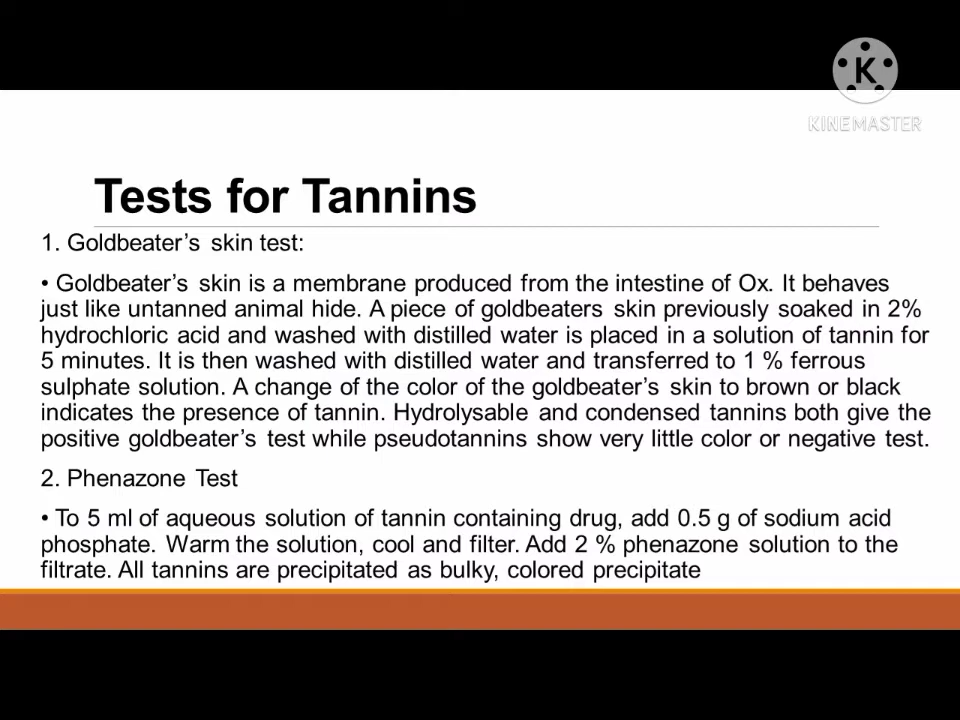 K
KINEMASTER
Tests for Tannins
1. Goldbeater’s skin test:
• Goldbeater’s skin is a membrane produced from the intestine of Ox. It behaves
just like untanned animal hide. A piece of goldbeaters skin previously soaked in 2%
hydrochloric acid and washed with distilled water is placed in a solution of tannin for
5 minutes. It is then washed with distilled water and transferred to 1 % ferrous
sulphate solution. A change of the color of the goldbeater’s skin to brown or black
indicates the presence of tannin. Hydrolysable and condensed tannins both give the
positive goldbeater’s test while pseudotannins show very little color or negative test.
2. Phenazone Test
• To 5 ml of aqueous solution of tannin containing drug, add 0.5 g of sodium acid
phosphate. Warm the solution, cool and filter. Add 2 % phenazone solution to the
filtrate. All tannins are precipitated as bulky, colored precipitate